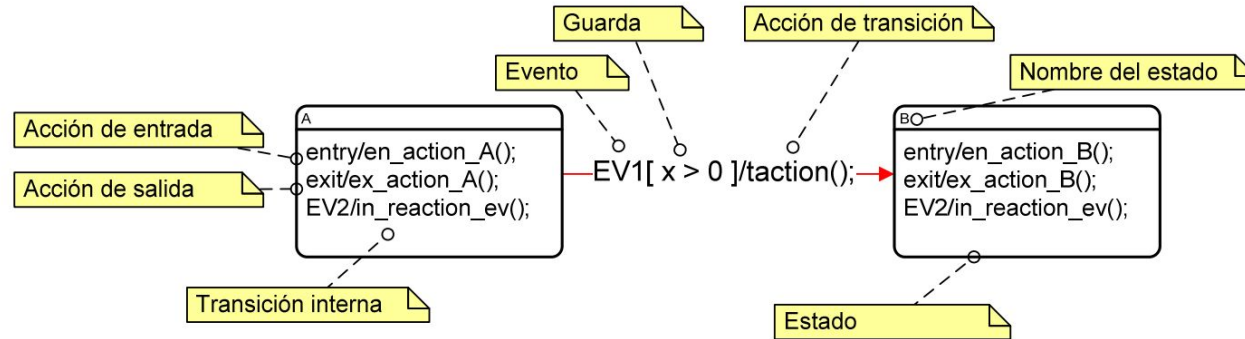 Guarda
Acción de transición
Evento
Nombre del estado
Acción de entrada
Acción de salida
A
entry/en_action_A();
exit/ex_action_A();
EV2/in_reaction_ev();
EV1[ x > 0 ]/taction();
B
entry/en_action_B();
exit/ex_action_B();
EV2/in_reaction_ev();
Transición interna
Estado